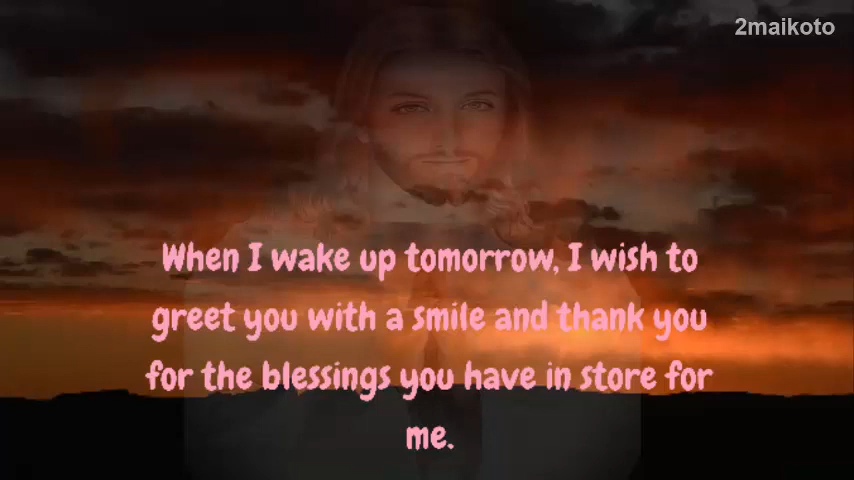 2maikoto
When I wake up tomorrow, I wish to
greet you with a smile and thank you
for the blessings you have in store for
me.